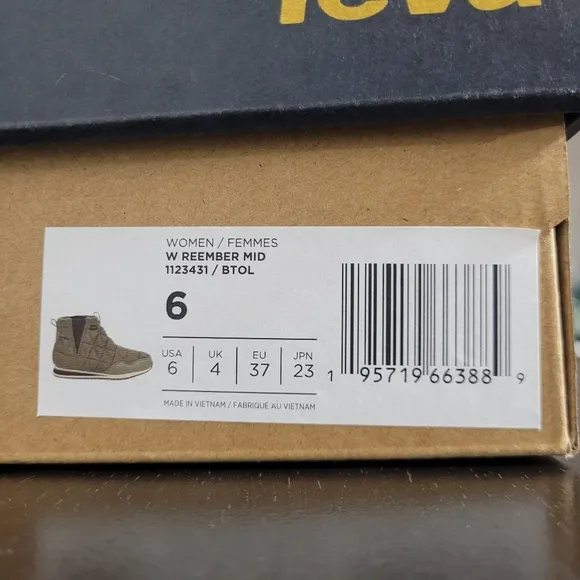 Teva
WOMEN / FEMMES
W REEMBER MID
1123431 / BTOL
6
USA UK EU JPN
6 4 37 23
1 95719 66388 9
MADE IN VIETNAM / FABRIQUÉ AU VIETNAM